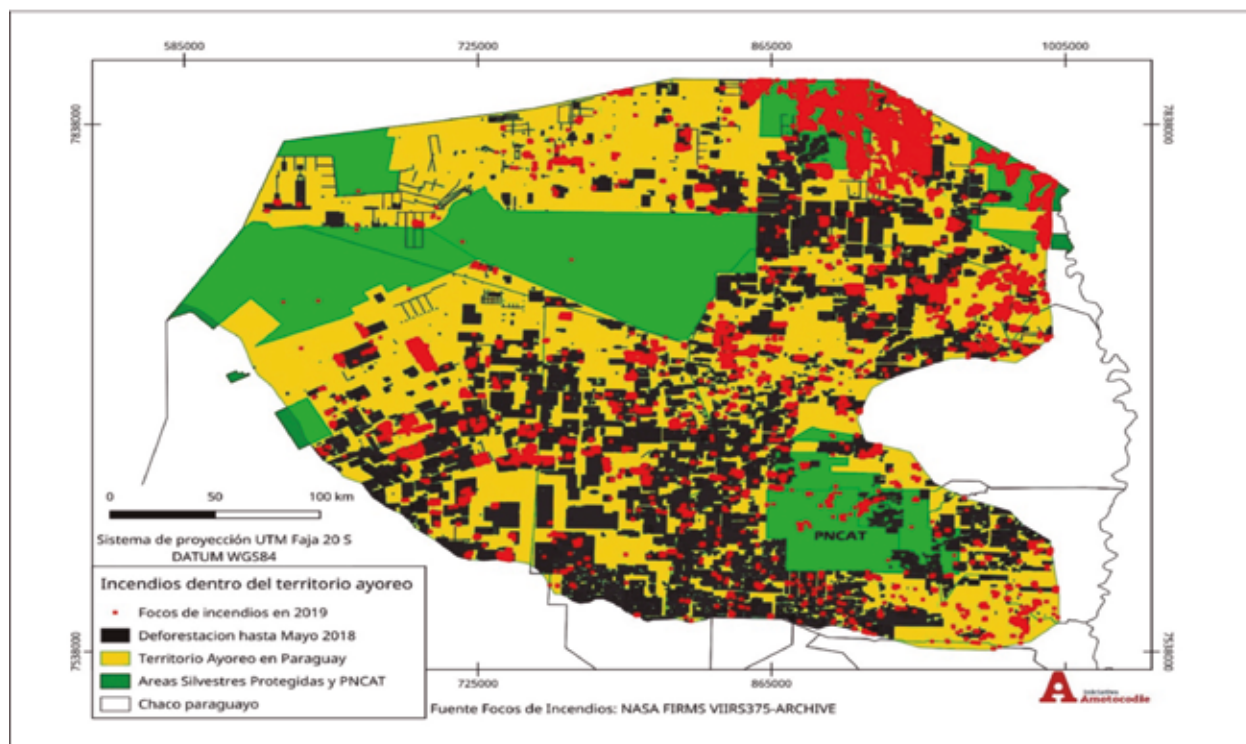 585000 725000 865000 1005000
7838000 7838000
PNCAT
0 50 100 km
Sistema de proyección UTM Faja 20 S
DATUM WGS84
Incendios dentro del territorio ayoreo
Focos de incendios en 2019
Deforestacion hasta Mayo 2018
Territorio Ayoreo en Paraguay
Areas Silvestres Protegidas y PNCAT
Chaco paraguayo
7538000 7538000
725000 865000
Fuente Focos de Incendios: NASA FIRMS VIIRS375-ARCHIVE
Iniciativa
Amotocodie